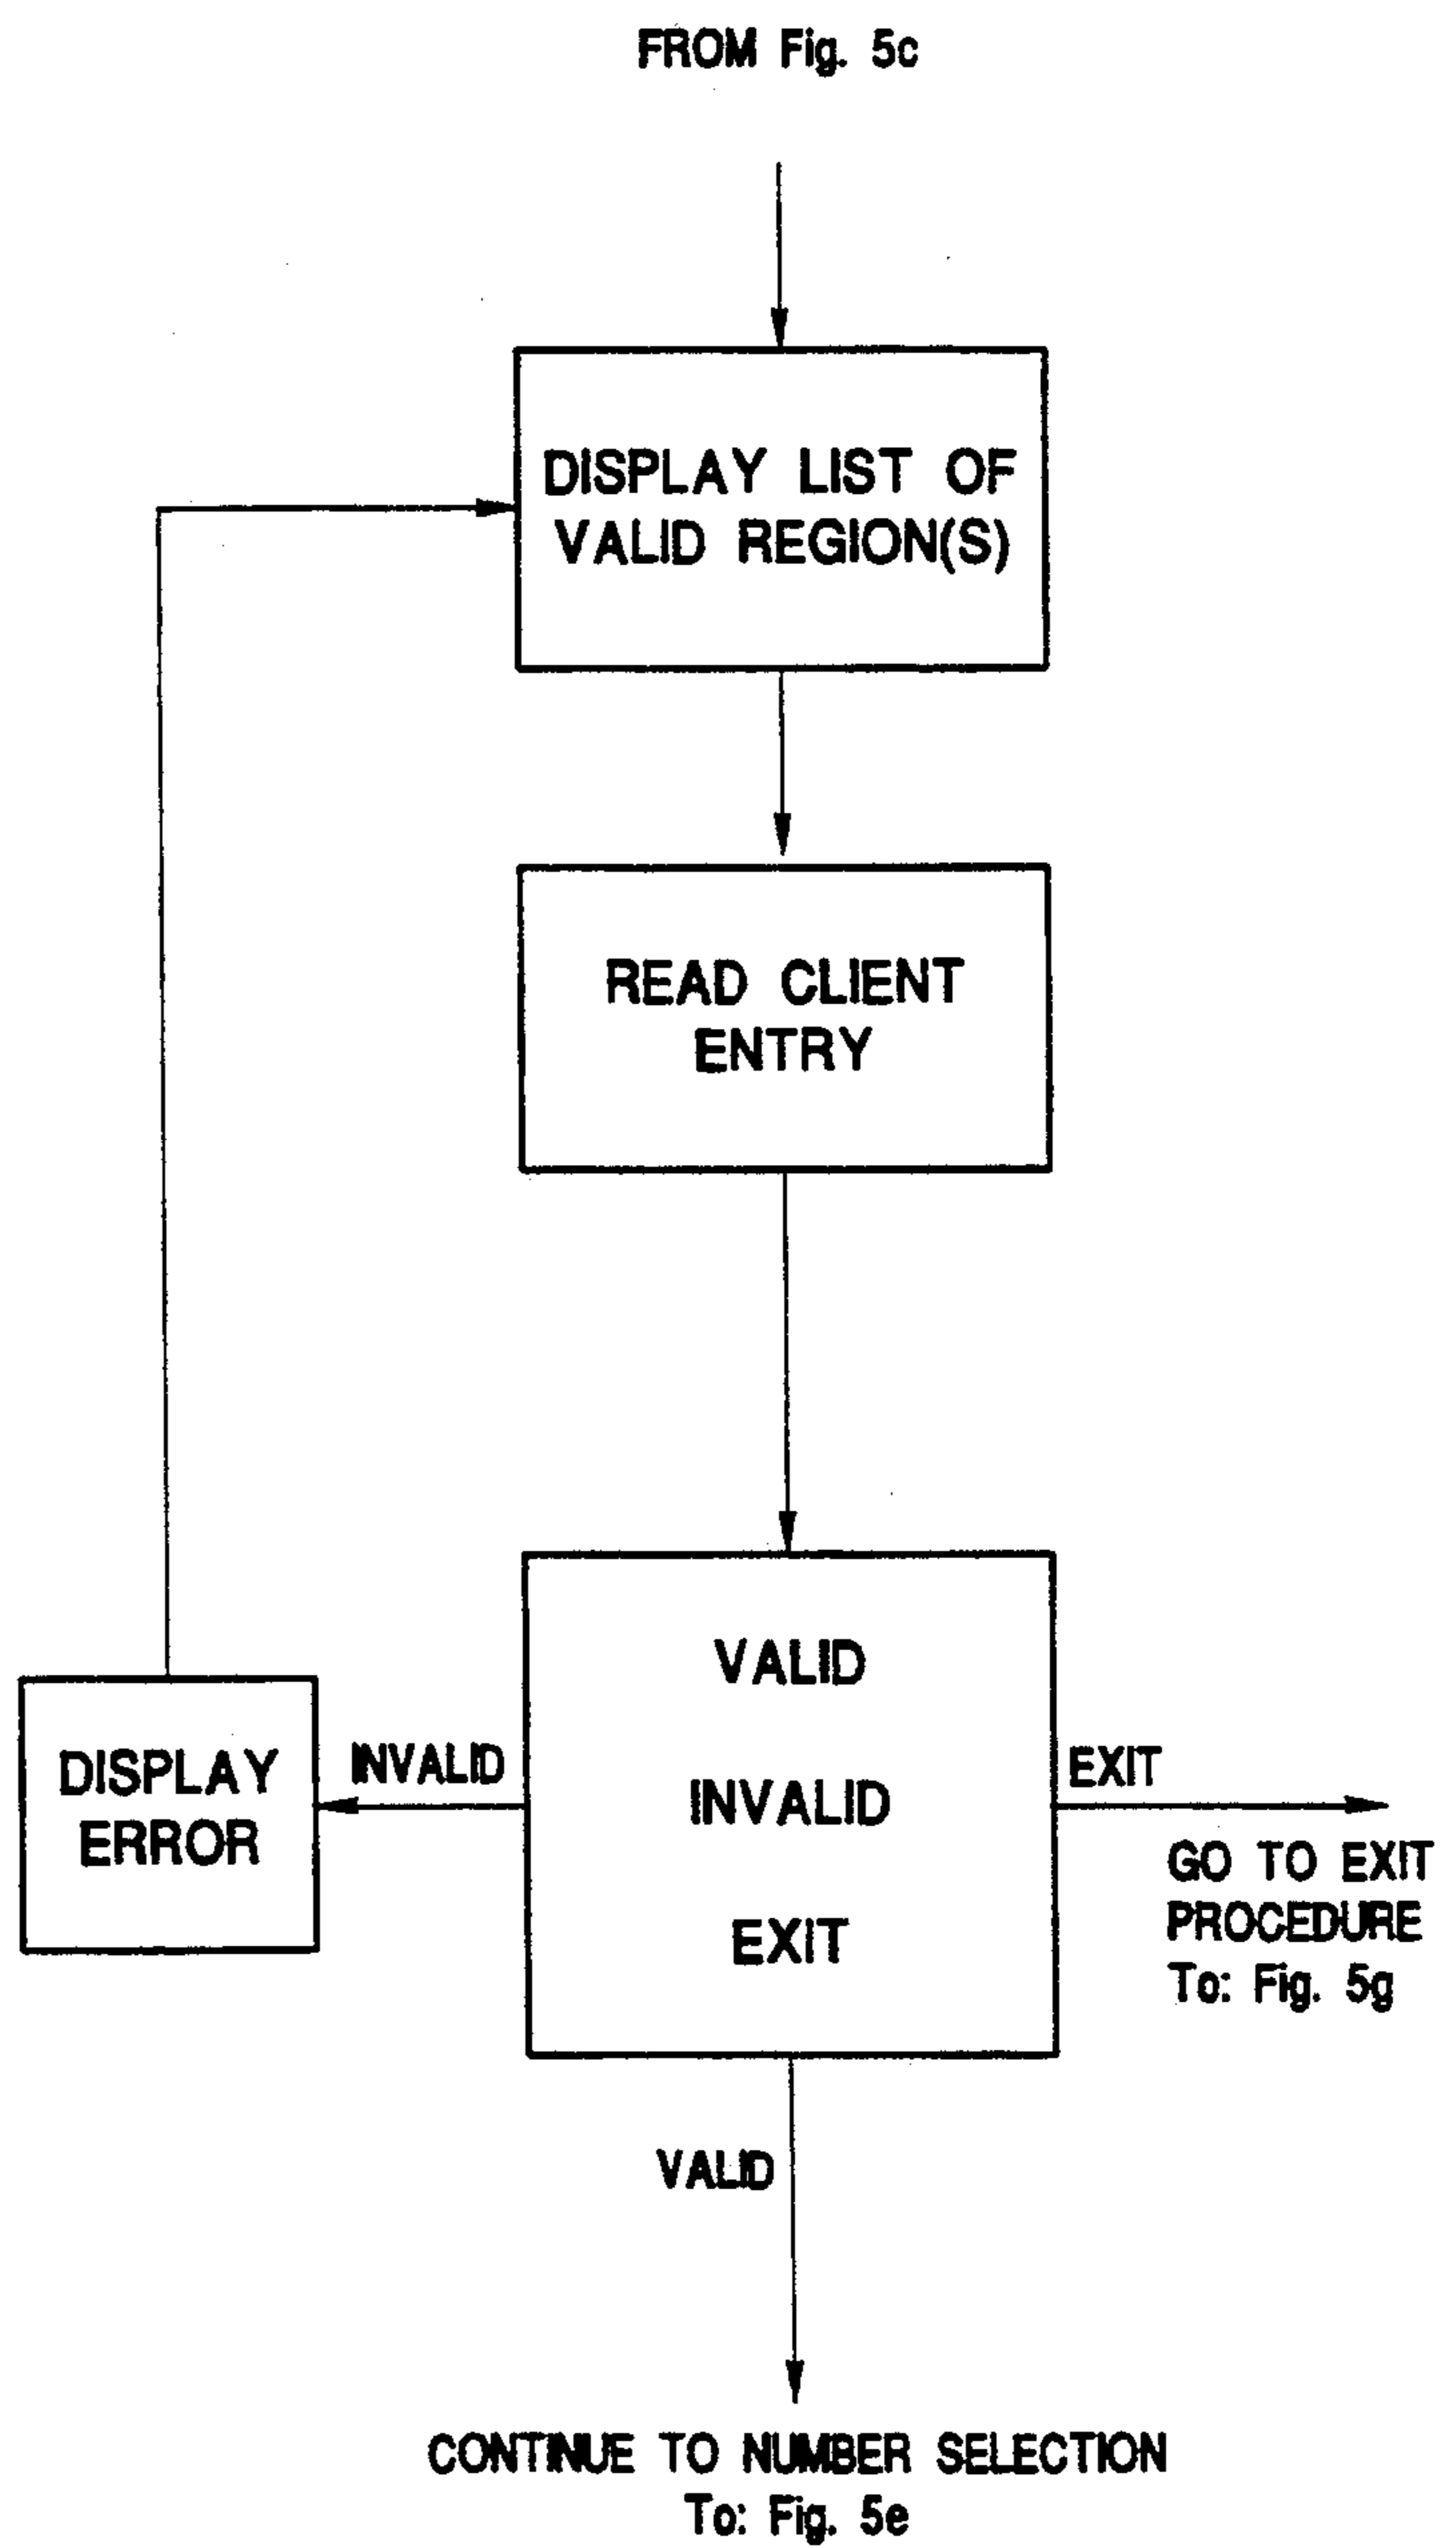 FROM Fig. 5c
DISPLAY LIST OF
VALID REGION(S)
READ CLIENT
ENTRY
VALID
INVALID
EXIT
INVALID
DISPLAY
ERROR
EXIT
GO TO EXIT
PROCEDURE
To: Fig. 5g
VALID
CONTINUE TO NUMBER SELECTION
To: Fig. 5e